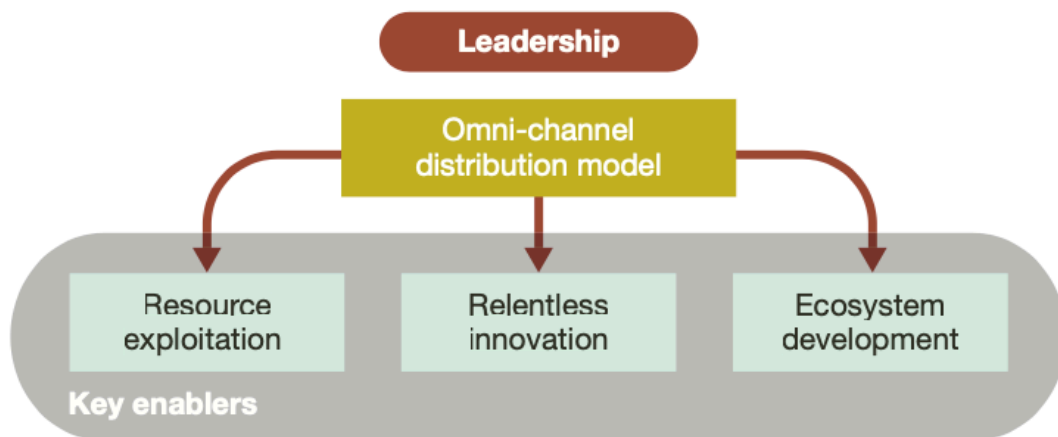 Leadership
Omni-channel
distribution model
Resource
exploitation
Relentless
innovation
Ecosystem
development
Key enablers